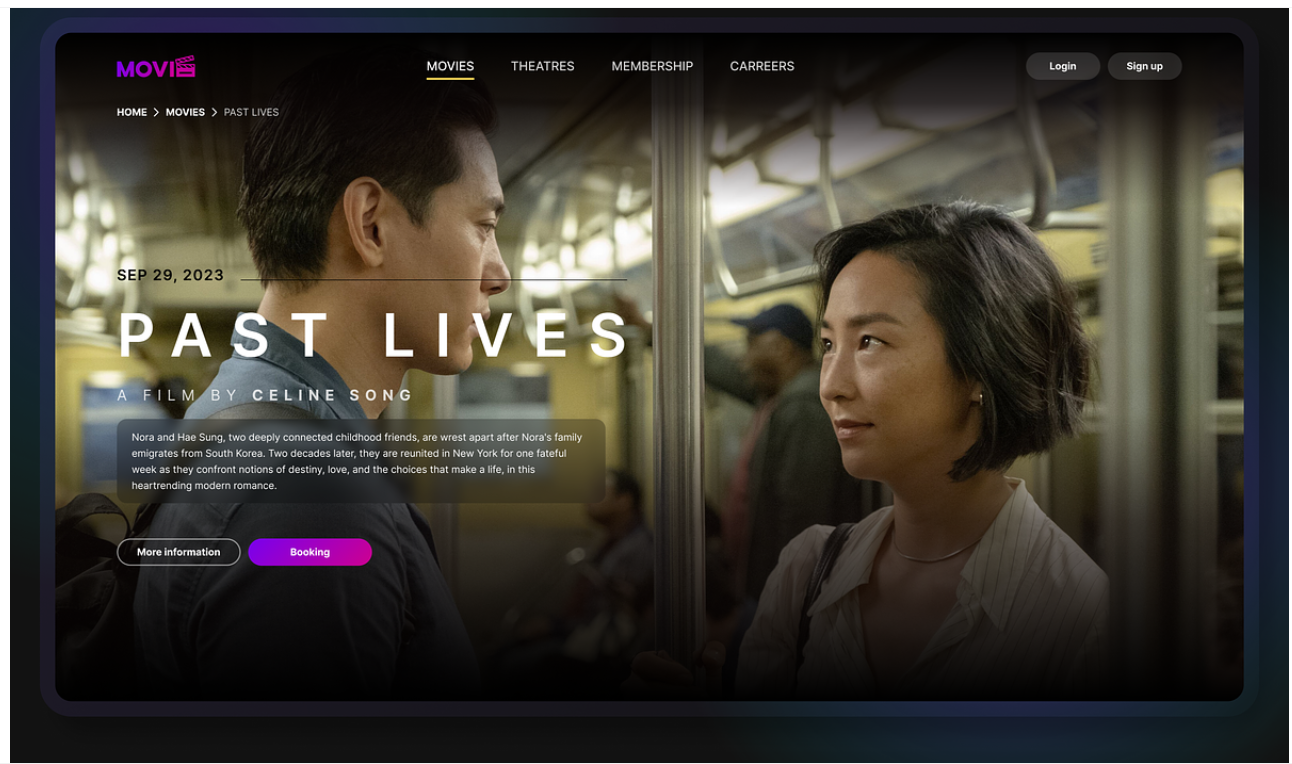 MOVIE
MOVIES THEATRES MEMBERSHIP CARREERS Login Sign up
HOME > MOVIES > PAST LIVES
SEP 29, 2023
PAST LIVES
A FILM BY CELINE SONG
Nora and Hae Sung, two deeply connected childhood friends, are wrest apart after Nora's family
emigrates from South Korea. Two decades later, they are reunited in New York for one fateful
week as they confront notions of destiny, love, and the choices that make a life, in this
heartrending modern romance.
More information Booking